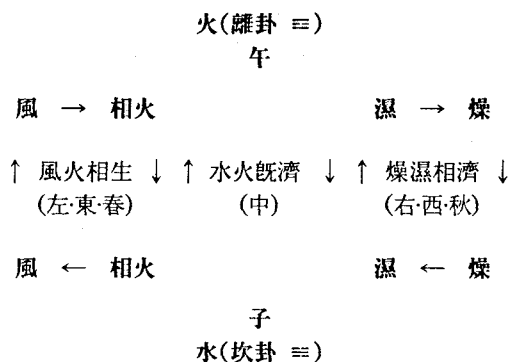 火(離卦 ☲)
午
風 → 相火 濕 → 燥
↑ 風火相生 ↓ ↑ 水火旣濟 ↓ ↑ 燥濕相濟 ↓
(左·東·春) (中) (右·西·秋)
風 ← 相火 濕 ← 燥
子
水(坎卦 ☵)